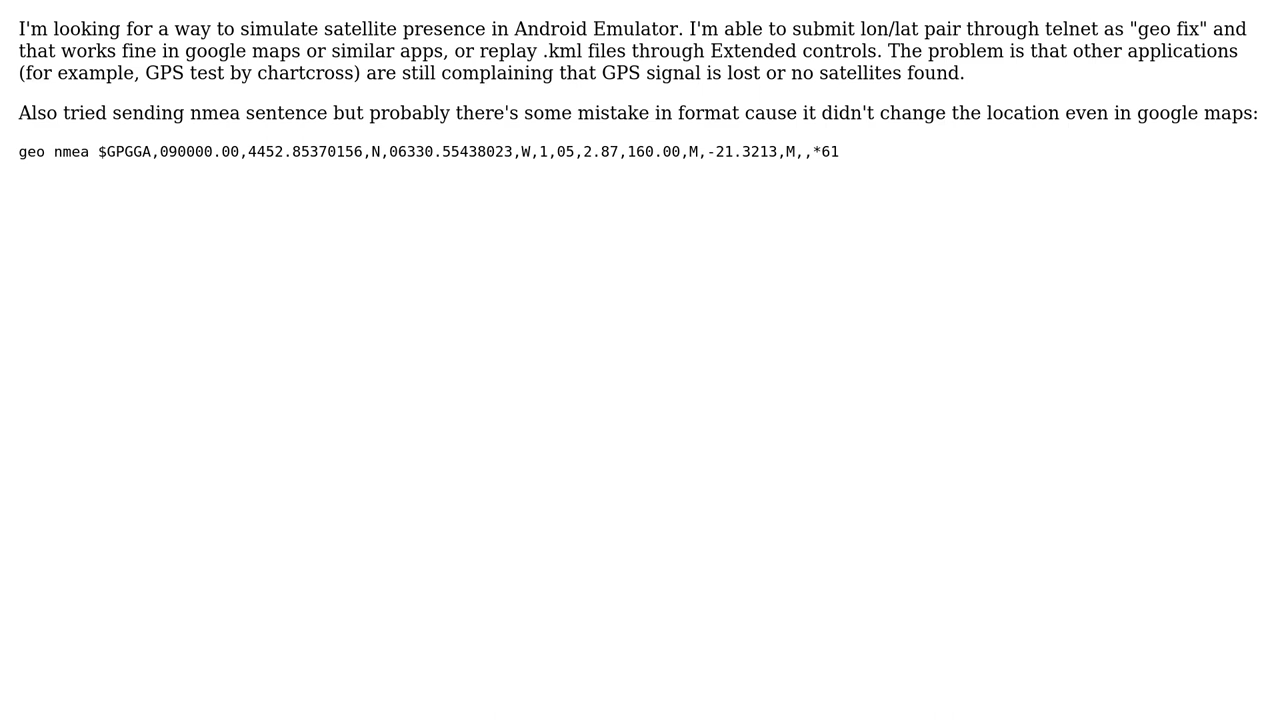 I'm looking for a way to simulate satellite presence in Android Emulator. I'm able to submit lon/lat pair through telnet as "geo fix" and
that works fine in google maps or similar apps, or replay .kml files through Extended controls. The problem is that other applications
(for example, GPS test by chartcross) are still complaining that GPS signal is lost or no satellites found.
Also tried sending nmea sentence but probably there's some mistake in format cause it didn't change the location even in google maps:
geo nmea $GPGGA,090000.00,4452.85370156,N,06330.55438023,W,1,05,2.87,160.00,M,-21.3213,M,,*61